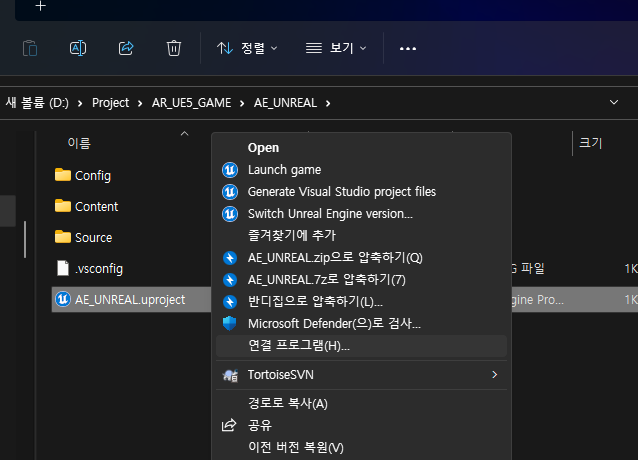 정렬
보기
새 볼륨 (D:) Project AR_UE5_GAME AE_UNREAL
이름
크기
Config
Content
Source
.vsconfig
G 파일
1K
AE_UNREAL.uproject
gine Pro...
1K
Open
Launch game
Generate Visual Studio project files
Switch Unreal Engine version...
즐겨찾기에 추가
AE_UNREAL.zip으로 압축하기(Q)
AE_UNREAL.7z로 압축하기(7)
반디집으로 압축하기(L)...
Microsoft Defender(으)로 검사...
연결 프로그램(H)...
TortoiseSVN
경로로 복사(A)
공유
이전 버전 복원(V)